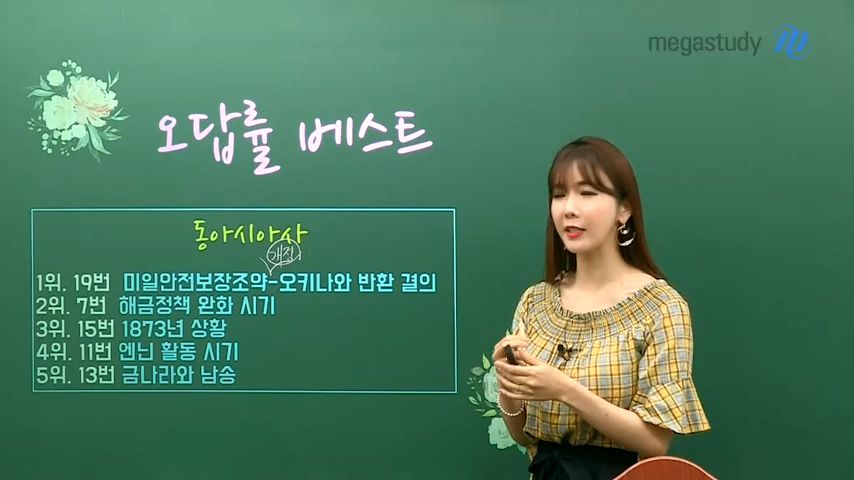 megastudy
오답률 베스트
동아시아사
개정
1위. 19번 미일안전보장조약-오키나와 반환 결의
2위. 7번 해금정책 완화 시기
3위. 15번 1873년 상황
4위. 11번 엔닌 활동 시기
5위. 13번 금나라와 남송